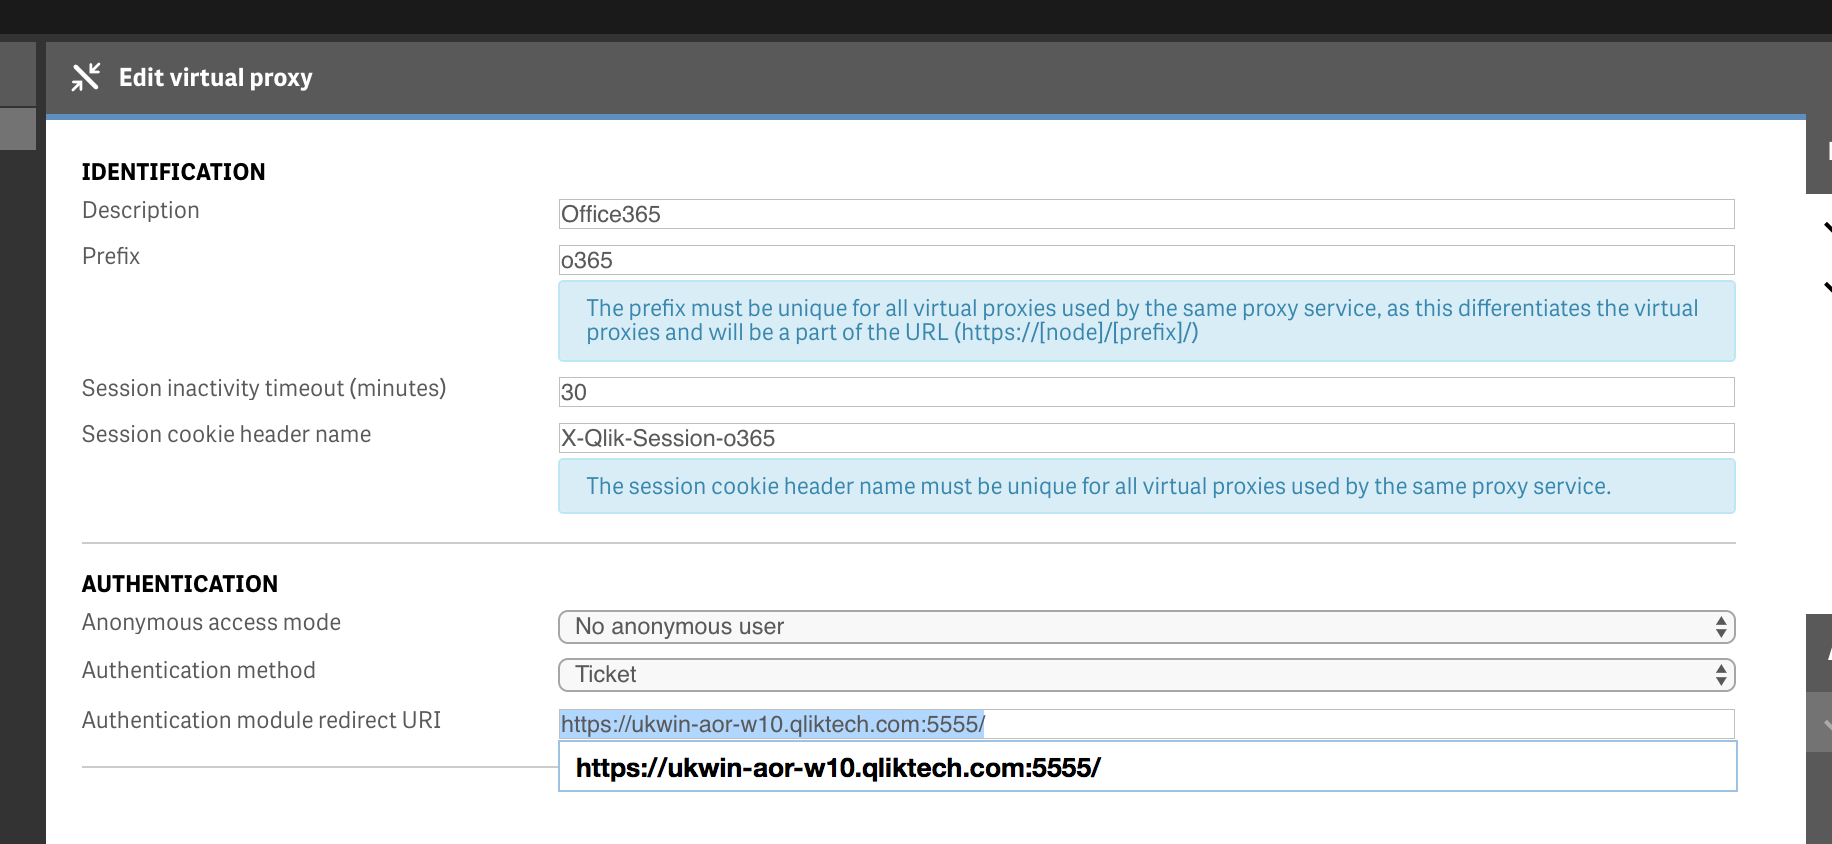 Edit virtual proxy
IDENTIFICATION
Description
Office365
Prefix
o365
The prefix must be unique for all virtual proxies used by the same proxy service, as this differentiates the virtual
proxies and will be a part of the URL (https://[node]/[prefix]/)
Session inactivity timeout (minutes)
30
Session cookie header name
X-Qlik-Session-o365
The session cookie header name must be unique for all virtual proxies used by the same proxy service.
AUTHENTICATION
Anonymous access mode
No anonymous user
Authentication method
Ticket
Authentication module redirect URI
https://ukwin-aor-w10.qliktech.com:5555/
https://ukwin-aor-w10.qliktech.com:5555/